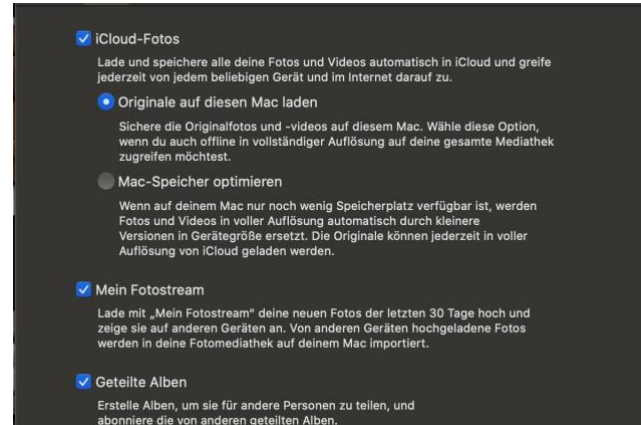 iCloud-Fotos
Lade und speichere alle deine Fotos und Videos automatisch in iCloud und greife
jederzeit von jedem beliebigen Gerät und im Internet darauf zu.
Originale auf diesen Mac laden
Sichere die Originalfotos und -videos auf diesem Mac. Wähle diese Option,
wenn du auch offline in vollständiger Auflösung auf deine gesamte Mediathek
zugreifen möchtest.
Mac-Speicher optimieren
Wenn auf deinem Mac nur noch wenig Speicherplatz verfügbar ist, werden
Fotos und Videos in voller Auflösung automatisch durch kleinere
Versionen in Gerätegröße ersetzt. Die Originale können jederzeit in voller
Auflösung von iCloud geladen werden.
Mein Fotostream
Lade mit „Mein Fotostream“ deine neuen Fotos der letzten 30 Tage hoch und
zeige sie auf anderen Geräten an. Von anderen Geräten hochgeladene Fotos
werden in deine Fotomediathek auf deinem Mac importiert.
Geteilte Alben
Erstelle Alben, um sie für andere Personen zu teilen, und
abonniere die von anderen geteilten Alben.